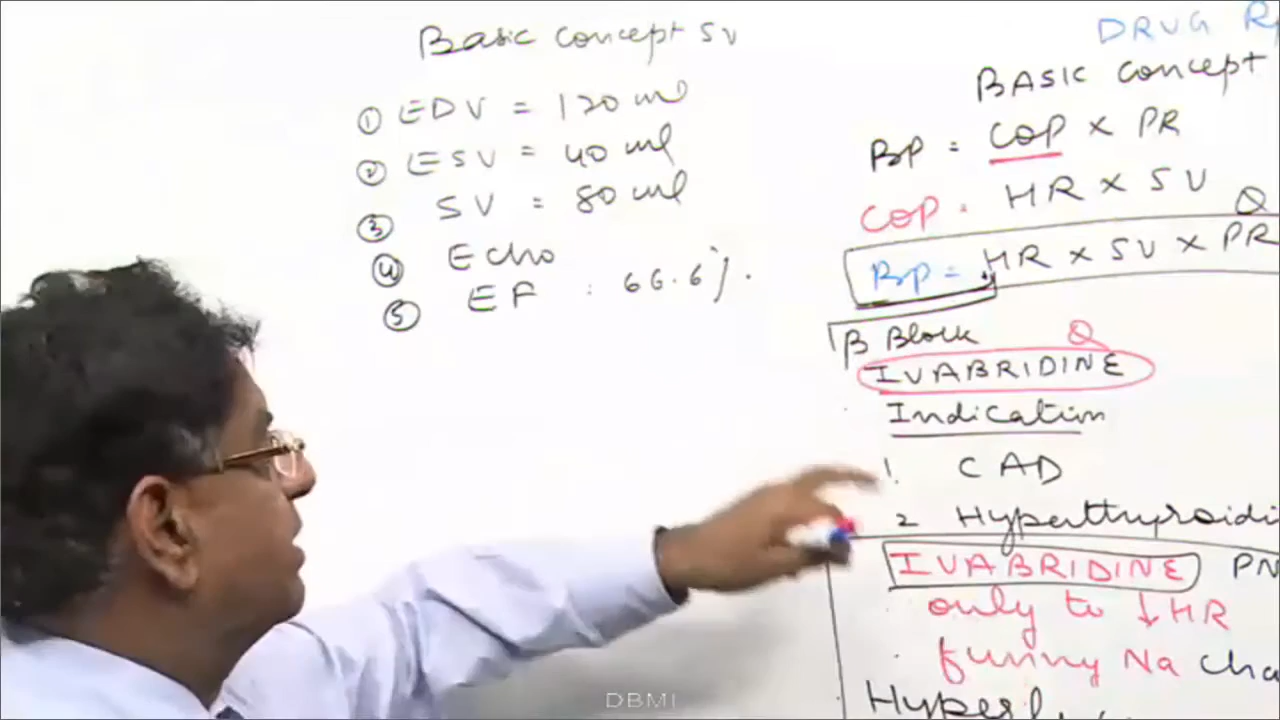 Basic concept SV
① EDV = 120 ml
② ESV = 40 ml
③ SV = 80 ml
④ Echo
⑤ EF : 66.6%.
DRUG
BASIC Concept
BP = COP × PR
COP = HR × SV
Q
BP = HR × SV × PR
β Block
Q
IVABRIDINE
Indication
1. CAD
2 Hyperthyroidi
IVABRIDINE PN
only to ↓ HR
funny Na cha
DBMI